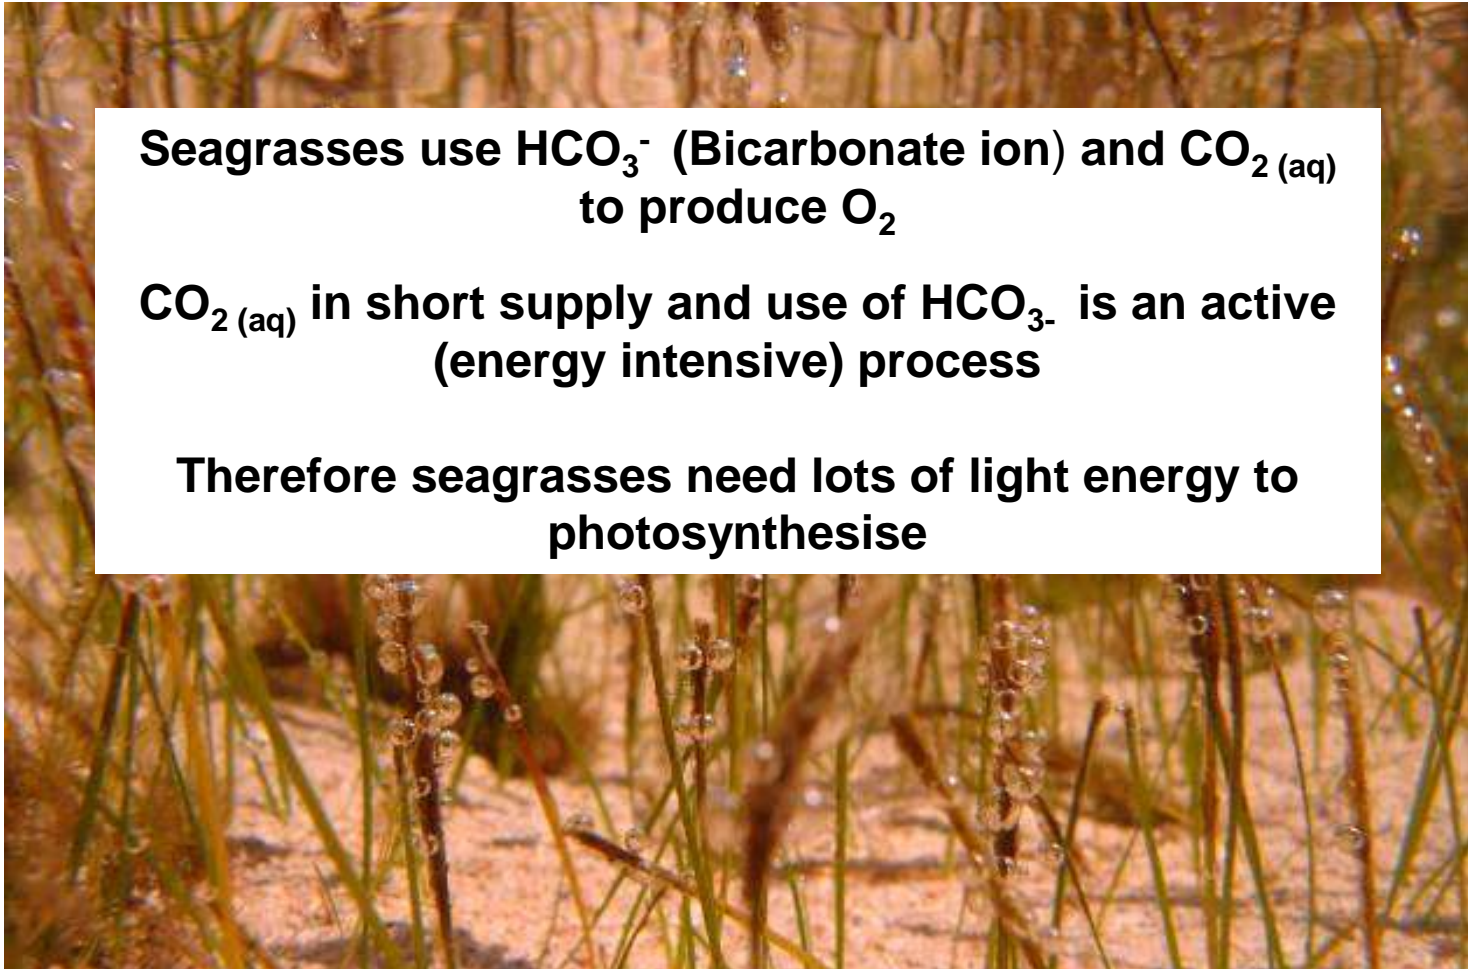 Seagrasses use HCO₃⁻ (Bicarbonate ion) and CO₂ (aq)
to produce O₂
CO₂ (aq) in short supply and use of HCO₃₋ is an active
(energy intensive) process
Therefore seagrasses need lots of light energy to
photosynthesise